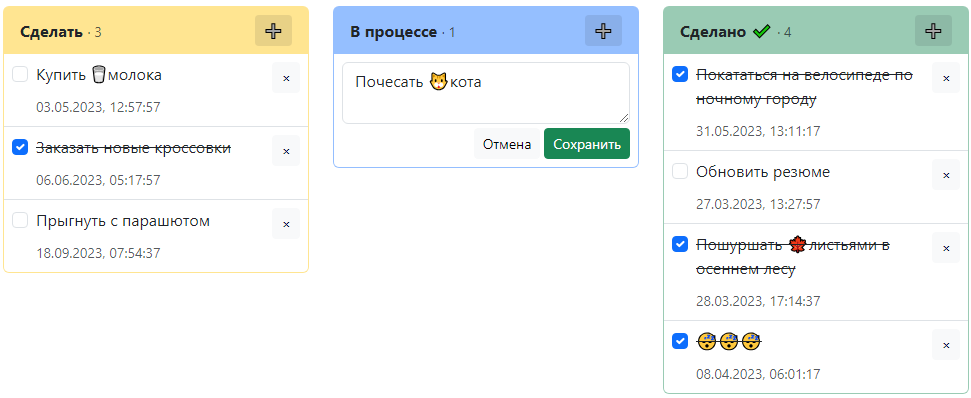 Сделать · 3 ➕
Купить 🥛молока ×
03.05.2023, 12:57:57
Заказать новые кроссовки ×
06.06.2023, 05:17:57
Прыгнуть с парашютом ×
18.09.2023, 07:54:37
В процессе · 1 ➕
Почесать 🐱кота
Отмена Сохранить
Сделано ✔ · 4 ➕
Покататься на велосипеде по ×
ночному городу
31.05.2023, 13:11:17
Обновить резюме ×
27.03.2023, 13:27:57
Пошуршать 🍁листьями в ×
осеннем лесу
28.03.2023, 17:14:37
😴😴😴 ×
08.04.2023, 06:01:17